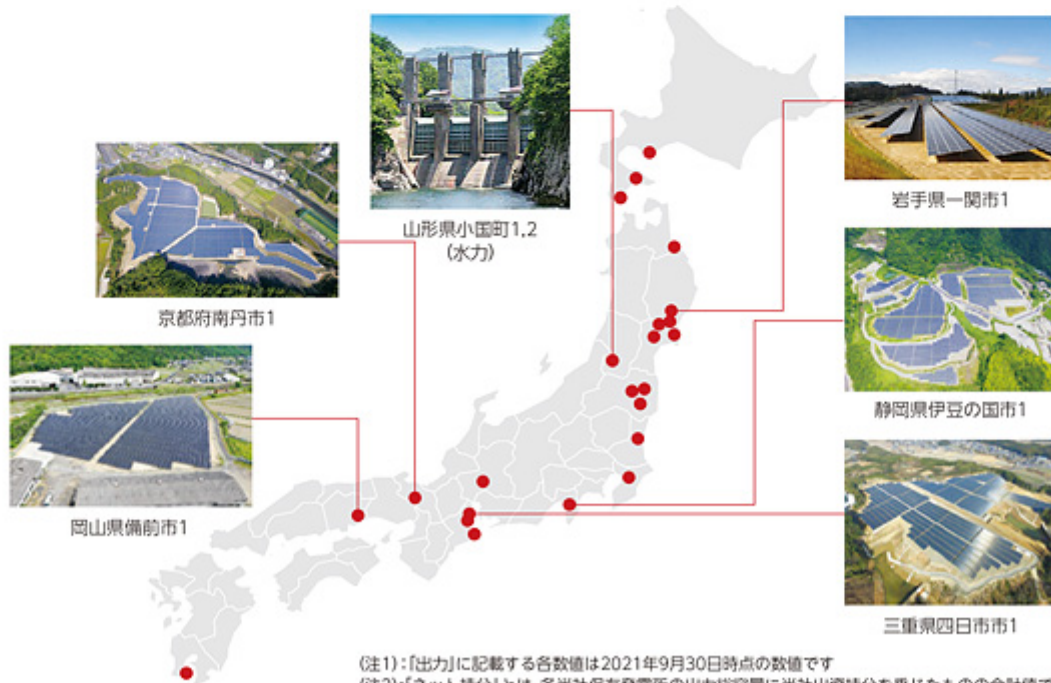 山形県小国町1,2
(水力)
岩手県一関市1
京都府南丹市1
静岡県伊豆の国市1
岡山県備前市1
三重県四日市市1
(注1):「出力」に記載する各数値は2021年9月30日時点の数値です